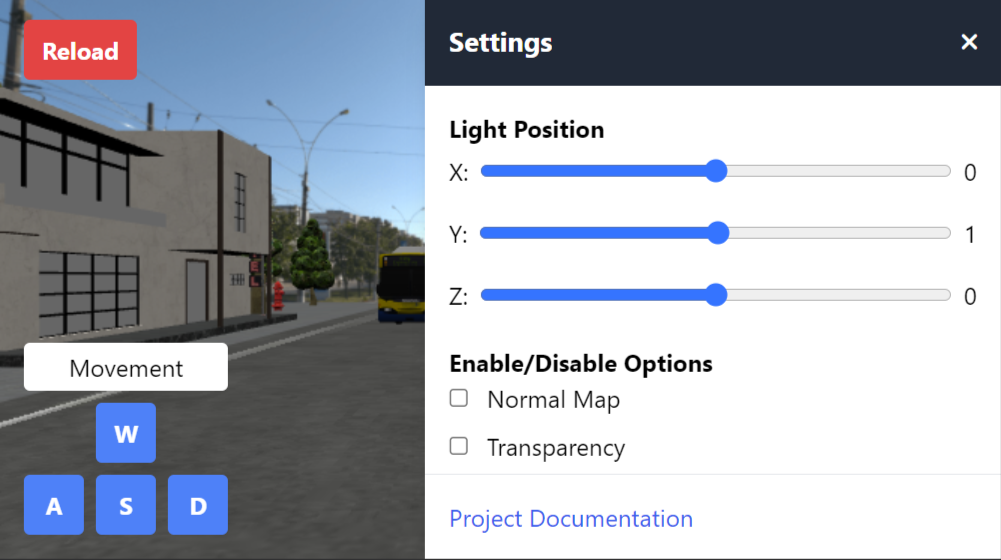 Reload
Movement
W
A S D
Settings ×
Light Position
X: 0
Y: 1
Z: 0
Enable/Disable Options
Normal Map
Transparency
Project Documentation